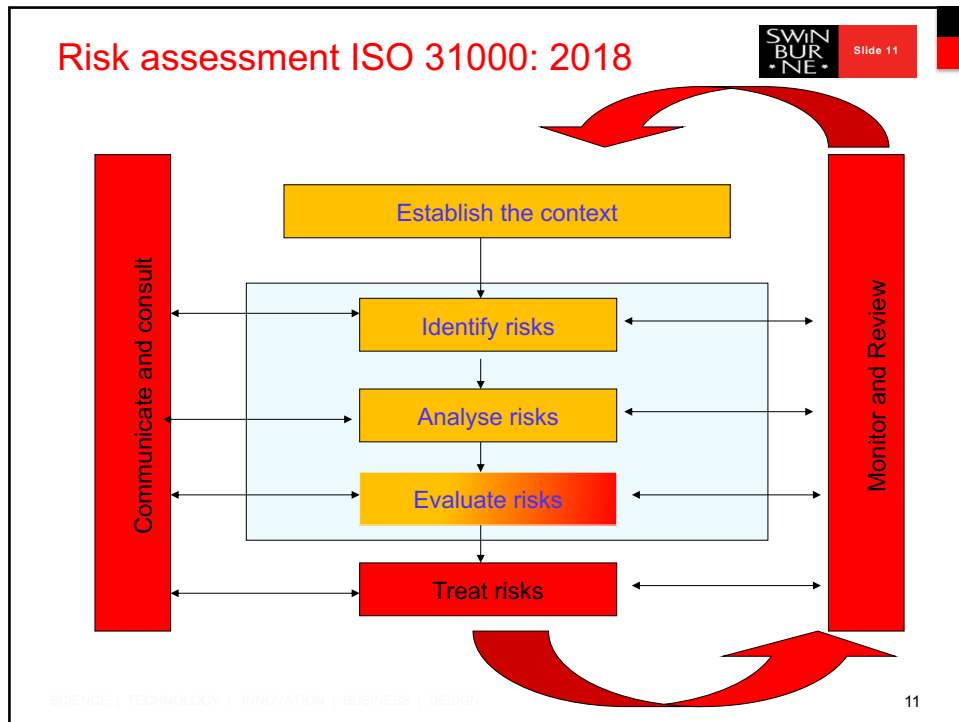 Risk assessment ISO 31000: 2018
SWiN
BUR
* NE *
Slide 11
Establish the context
Communicate and consult
Identify risks
Analyse risks
Evaluate risks
Treat risks
Monitor and Review
SCIENCE | TECHNOLOGY | INNOVATION | BUSINESS | DESIGN
11